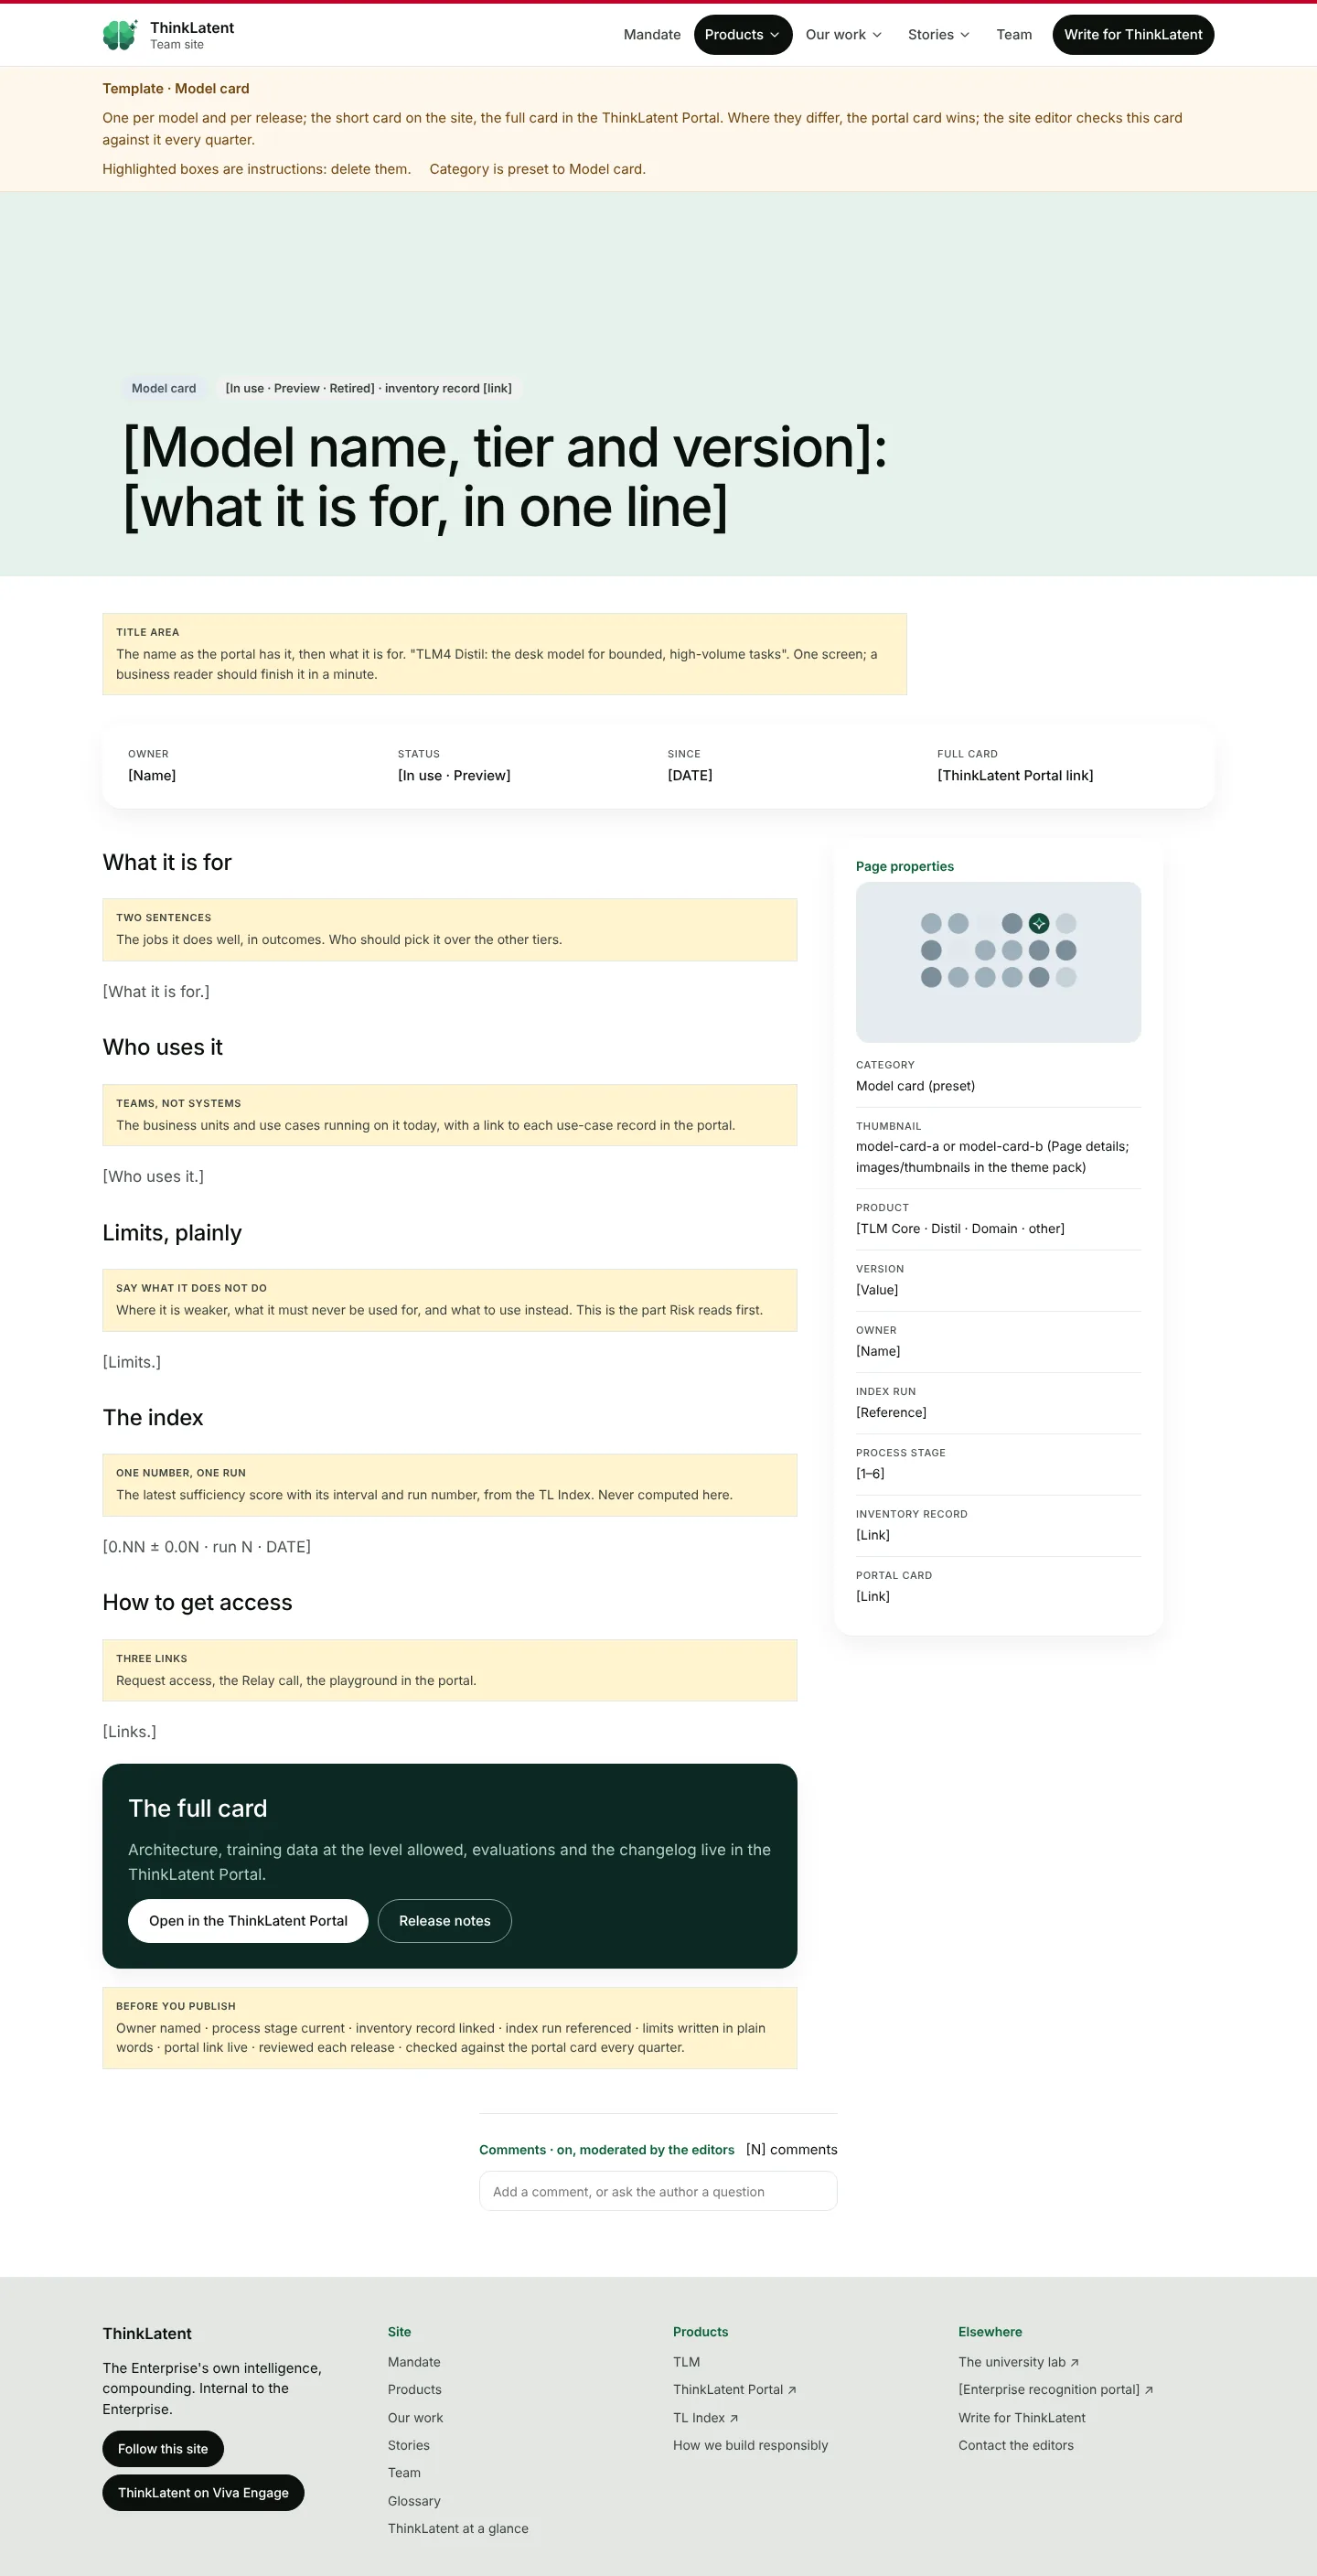 ThinkLatent
Team site
Mandate
Products
Our work
Stories
Team
Write for ThinkLatent
Template · Model card
One per model and per release; the short card on the site, the full card in the ThinkLatent Portal. Where they differ, the portal card wins; the site editor checks this card
against it every quarter.
Highlighted boxes are instructions: delete them. Category is preset to Model card.
Model card
[In use · Preview · Retired] · inventory record [link]
[Model name, tier and version]:
[what it is for, in one line]
TITLE AREA
The name as the portal has it, then what it is for. "TLM4 Distil: the desk model for bounded, high-volume tasks". One screen; a
business reader should finish it in a minute.
OWNER
[Name]
STATUS
[In use · Preview]
SINCE
[DATE]
FULL CARD
[ThinkLatent Portal link]
What it is for
TWO SENTENCES
The jobs it does well, in outcomes. Who should pick it over the other tiers.
[What it is for.]
Who uses it
TEAMS, NOT SYSTEMS
The business units and use cases running on it today, with a link to each use-case record in the portal.
[Who uses it.]
Limits, plainly
SAY WHAT IT DOES NOT DO
Where it is weaker, what it must never be used for, and what to use instead. This is the part Risk reads first.
[Limits.]
The index
ONE NUMBER, ONE RUN
The latest sufficiency score with its interval and run number, from the TL Index. Never computed here.
[0.NN ± 0.0N · run N · DATE]
How to get access
THREE LINKS
Request access, the Relay call, the playground in the portal.
[Links.]
The full card
Architecture, training data at the level allowed, evaluations and the changelog live in the
ThinkLatent Portal.
Open in the ThinkLatent Portal
Release notes
BEFORE YOU PUBLISH
Owner named · process stage current · inventory record linked · index run referenced · limits written in plain
words · portal link live · reviewed each release · checked against the portal card every quarter.
Page properties
CATEGORY
Model card (preset)
THUMBNAIL
model-card-a or model-card-b (Page details;
images/thumbnails in the theme pack)
PRODUCT
[TLM Core · Distil · Domain · other]
VERSION
[Value]
OWNER
[Name]
INDEX RUN
[Reference]
PROCESS STAGE
[1–6]
INVENTORY RECORD
[Link]
PORTAL CARD
[Link]
Comments · on, moderated by the editors
[N] comments
Add a comment, or ask the author a question
ThinkLatent
The Enterprise's own intelligence,
compounding. Internal to the
Enterprise.
Follow this site
ThinkLatent on Viva Engage
Site
Mandate
Products
Our work
Stories
Team
Glossary
ThinkLatent at a glance
Products
TLM
ThinkLatent Portal ↗
TL Index ↗
How we build responsibly
Elsewhere
The university lab ↗
[Enterprise recognition portal] ↗
Write for ThinkLatent
Contact the editors